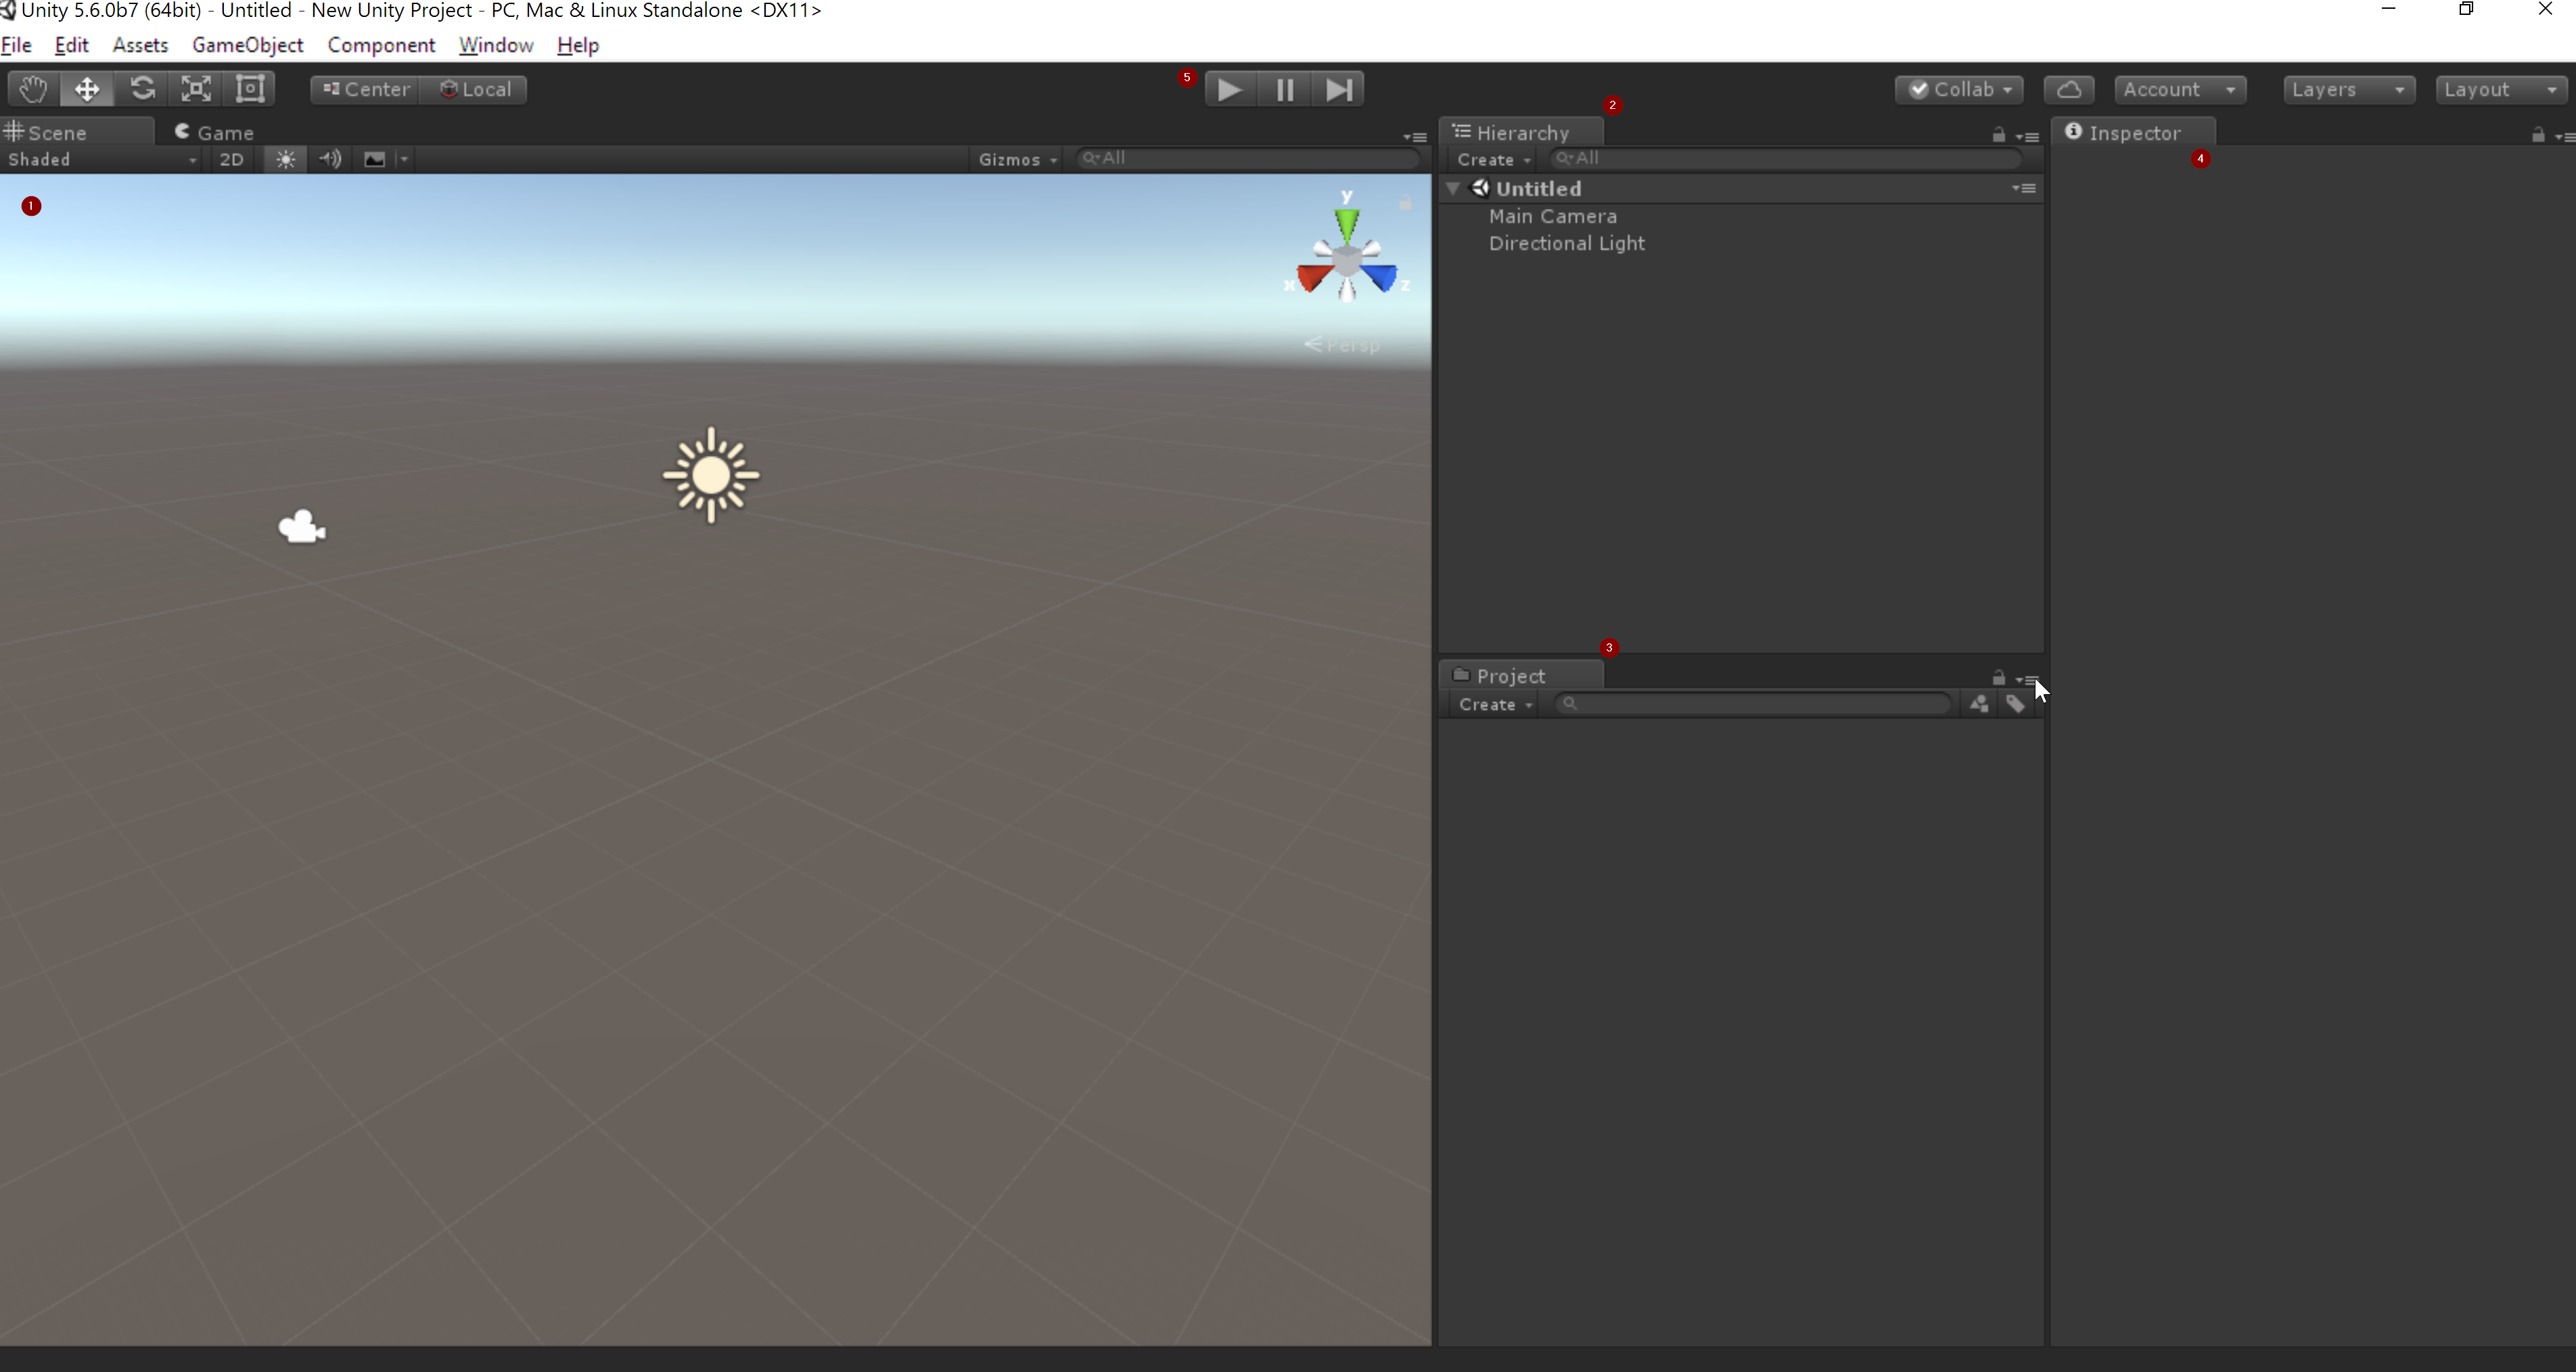 Unity 5.6.0b7 (64bit) - Untitled - New Unity Project - PC, Mac & Linux Standalone <DX11>
File Edit Assets GameObject Component Window Help
Center Local 5 Collab Account Layers Layout
2
Scene Game Hierarchy Inspector
Shaded 2D Gizmos All Create All 4
1 Untitled
y
Main Camera
Directional Light
x z
Persp
3
Project
Create